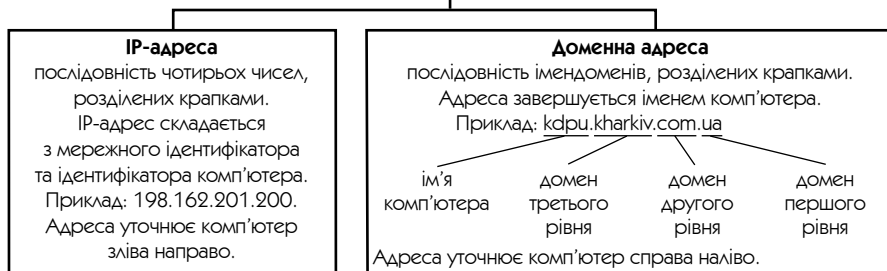 IP-адреса
послідовність чотирьох чисел,
розділених крапками.
IP-адрес складається
з мережного ідентифікатора
та ідентифікатора комп’ютера.
Приклад: 198.162.201.200.
Адреса уточнює комп’ютер
зліва направо.
Доменна адреса
послідовність імендоменів, розділених крапками.
Адреса завершується іменем комп’ютера.
Приклад: kdpu.kharkiv.com.ua
ім’я
комп’ютера
домен
третього
рівня
домен
другого
рівня
домен
першого
рівня
Адреса уточнює комп’ютер справа наліво.